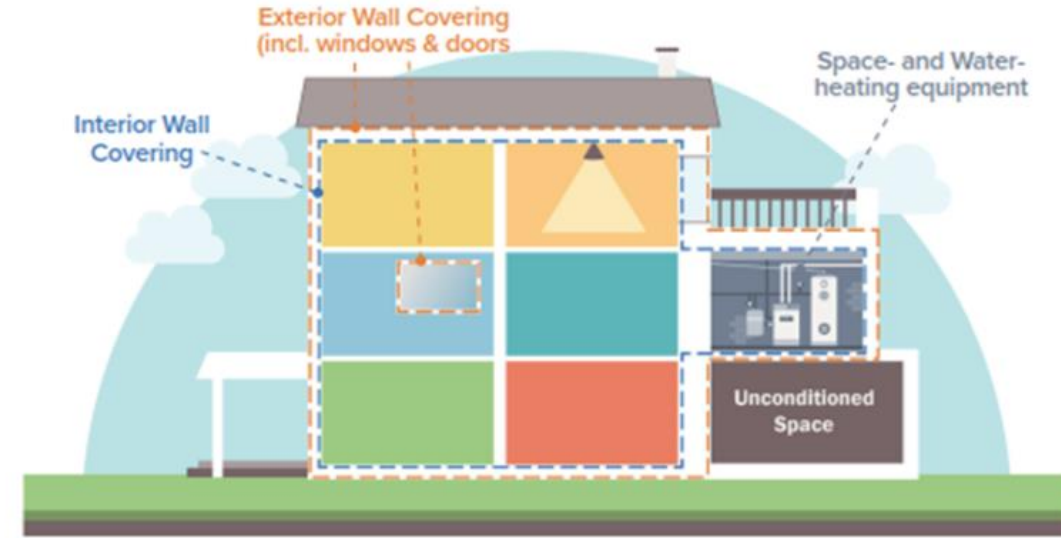 Exterior Wall Covering
(incl. windows & doors
Space- and Water-
heating equipment
Interior Wall
Covering
Unconditioned
Space